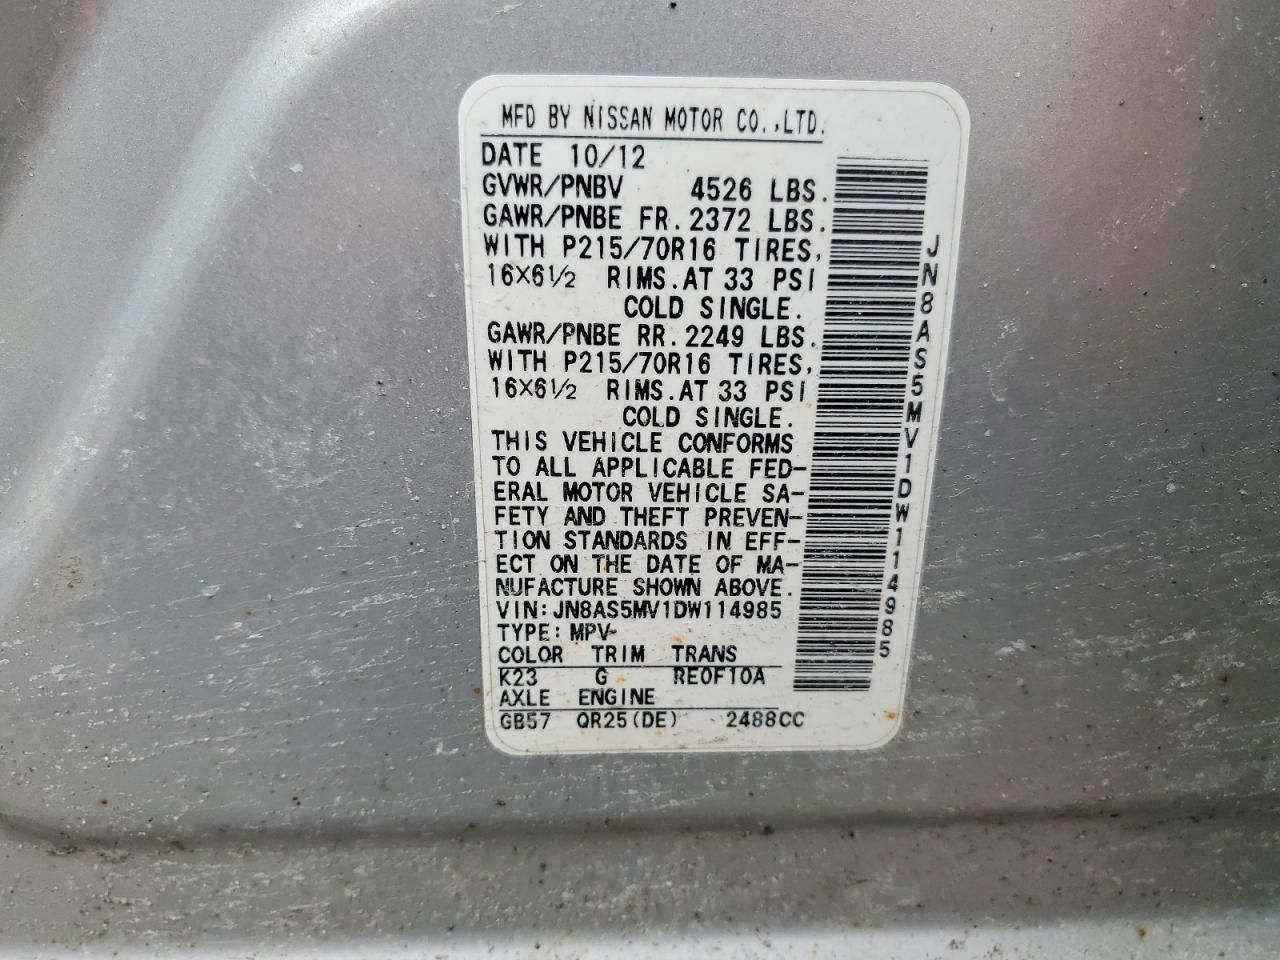 MFD BY NISSAN MOTOR CO.,LTD.
DATE 10/12
GVWR/PNBV 4526 LBS.
GAWR/PNBE FR.2372 LBS.
WITH P215/70R16 TIRES,
16X6½ RIMS.AT 33 PSI
COLD SINGLE.
GAWR/PNBE RR.2249 LBS.
WITH P215/70R16 TIRES,
16X6½ RIMS.AT 33 PSI
COLD SINGLE.
THIS VEHICLE CONFORMS
TO ALL APPLICABLE FED-
ERAL MOTOR VEHICLE SA-
FETY AND THEFT PREVEN-
TION STANDARDS IN EFF-
ECT ON THE DATE OF MA-
NUFACTURE SHOWN ABOVE.
VIN:JN8AS5MV1DW114985
TYPE:MPV
COLOR TRIM TRANS
K23 G RE0F10A
AXLE ENGINE
GB57 QR25(DE) 2488CC
JN8AS5MV1DW114985